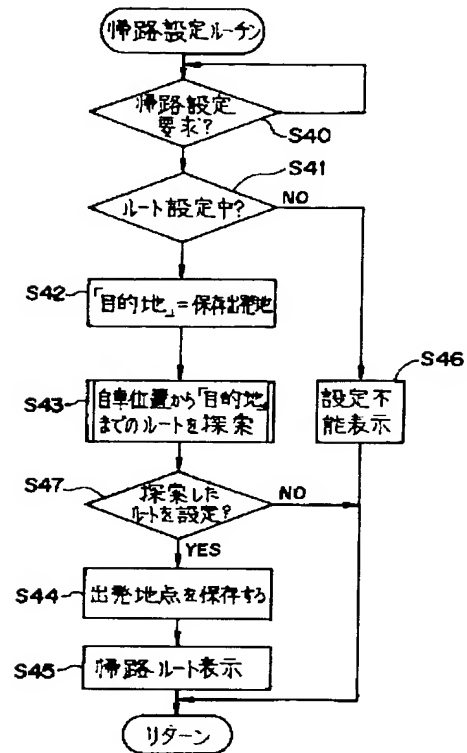 帰路設定ルーチン
帰路設定
要求?
S40
S41
ルート設定中?
NO
S42
「目的地」=保存出発地
S46
S43
自車位置から「目的地」
までのルートを探索
設定不
能表示
S47
探索した
ルートを設定?
NO
YES
S44
出発地点を保存する
S45
帰路ルート表示
リターン